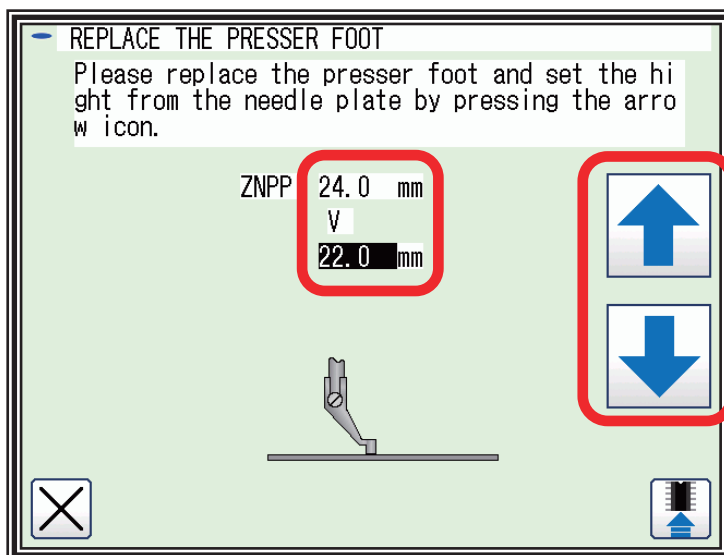 REPLACE THE PRESSER FOOT
Please replace the presser foot and set the hi
ght from the needle plate by pressing the arro
w icon.
ZNPP 24.0 mm
V
22.0 mm